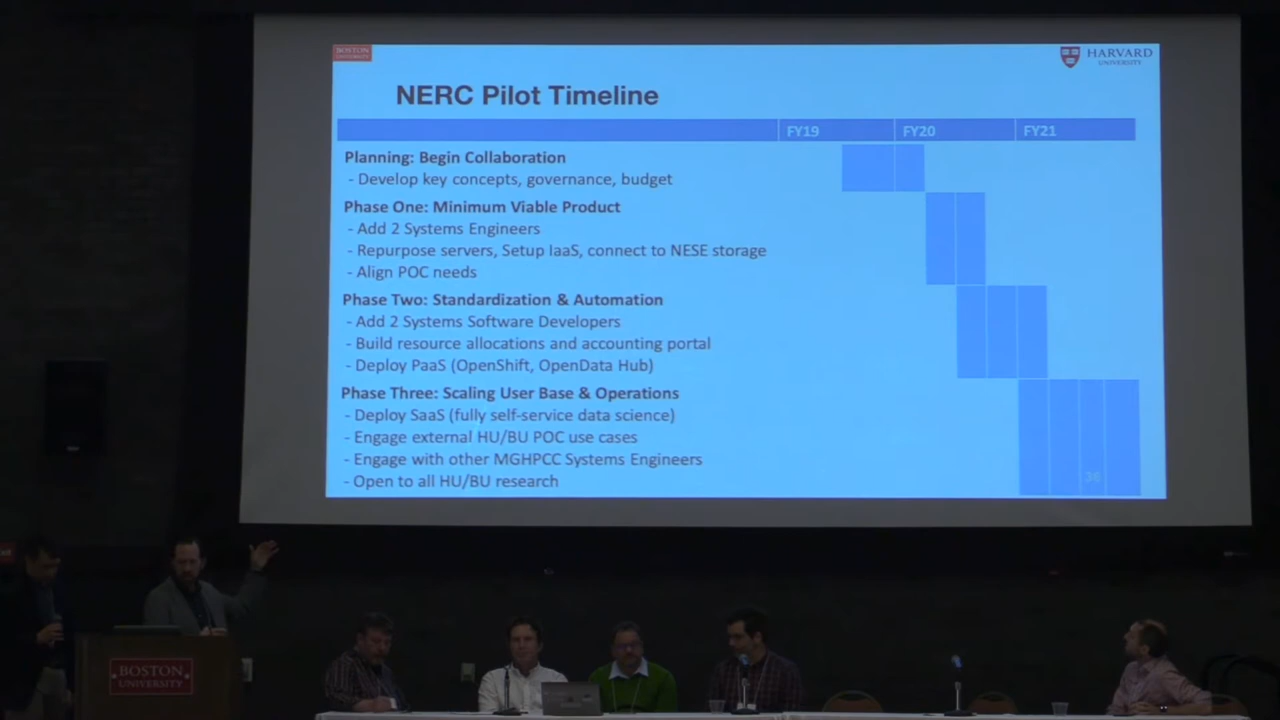 BOSTON
UNIVERSITY
HARVARD
UNIVERSITY
NERC Pilot Timeline
FY19 FY20 FY21
Planning: Begin Collaboration
- Develop key concepts, governance, budget
Phase One: Minimum Viable Product
- Add 2 Systems Engineers
- Repurpose servers, Setup IaaS, connect to NESE storage
- Align POC needs
Phase Two: Standardization & Automation
- Add 2 Systems Software Developers
- Build resource allocations and accounting portal
- Deploy PaaS (OpenShift, OpenData Hub)
Phase Three: Scaling User Base & Operations
- Deploy SaaS (fully self-service data science)
- Engage external HU/BU POC use cases
- Engage with other MGHPCC Systems Engineers
- Open to all HU/BU research
36
BOSTON
UNIVERSITY